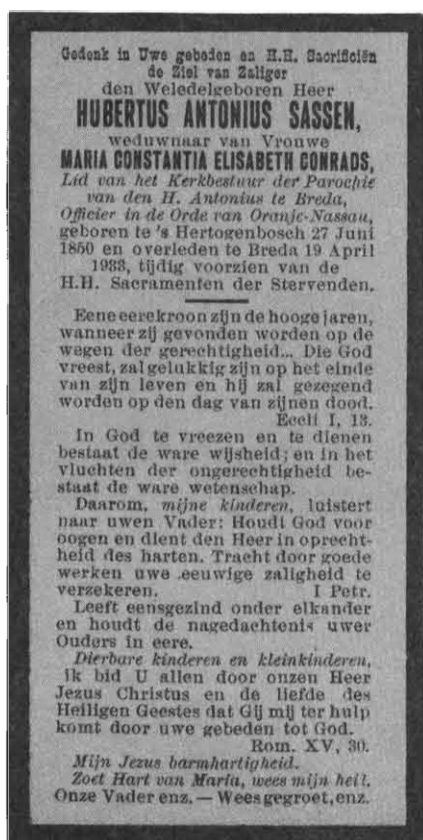 Gedenk in Uwe gebeden en H.H. Sacrificiën
de Ziel van Zaliger
den Weledelgeboren Heer
HUBERTUS ANTONIUS SASSEN,
weduwnaar van Vrouwe
MARIA CONSTANTIA ELISABETH CONRADS,
Lid van het Kerkbestuur der Parochie
van den H. Antonius te Breda,
Officier in de Orde van Oranje-Nassau,
geboren te 's Hertogenbosch 27 Juni
1850 en overleden te Breda 19 April
1933, tijdig voorzien van de
H.H. Sacramenten der Stervenden.
Eene eerekroon zijn de hooge jaren,
wanneer zij gevonden worden op de
wegen der gerechtigheid... Die God
vreest, zal gelukkig zijn op het einde
van zijn leven en hij zal gezegend
worden op den dag van zijnen dood.
Eccli I, 13.
In God te vreezen en te dienen
bestaat de ware wijsheid; en in het
vluchten der ongerechtigheid be-
staat de ware wetenschap.
Daarom, mijne kinderen, luistert
naar uwen Vader: Houdt God voor
oogen en dient den Heer in oprecht-
heid des harten. Tracht door goede
werken uwe eeuwige zaligheid te
verzekeren. I Petr.
Leeft eensgezind onder elkander
en houdt de nagedachtenis uwer
Ouders in eere.
Dierbare kinderen en kleinkinderen,
ik bid U allen door onzen Heer
Jezus Christus en de liefde des
Heiligen Geestes dat Gij mij ter hulp
komt door uwe gebeden tot God.
Rom. XV, 30.
Mijn Jezus barmhartigheid.
Zoet Hart van Maria, wees mijn heil.
Onze Vader enz. — Wees gegroet, enz.